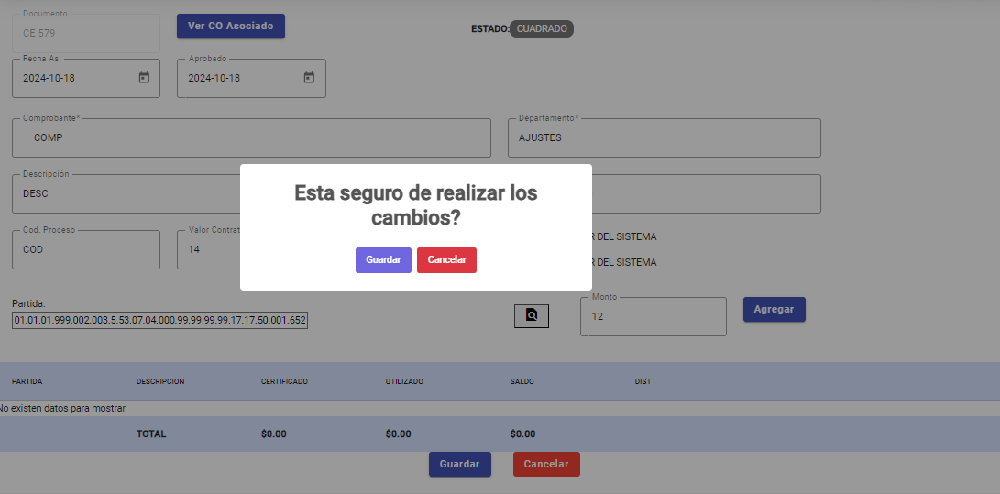 Documento
CE 579
Ver CO Asociado
ESTADO: CUADRADO
Fecha As.
2024-10-18
Aprobado
2024-10-18
Comprobante*
COMP
Departamento*
AJUSTES
Descripción
DESC
Esta seguro de realizar los
cambios?
Guardar Cancelar
Cod. Proceso
COD
Valor Contrat
14
R DEL SISTEMA
R DEL SISTEMA
Partida:
01.01.01.999.002.003.5.53.07.04.000.99.99.99.99.17.17.50.001.652
Monto
12
Agregar
PARTIDA DESCRIPCION CERTIFICADO UTILIZADO SALDO DIST
No existen datos para mostrar
TOTAL $0.00 $0.00 $0.00
Guardar Cancelar